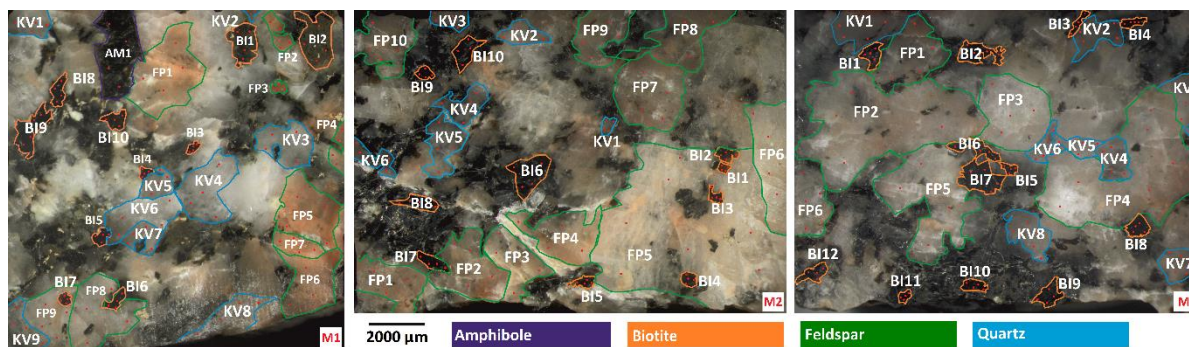 KV1
KV2
BI1
BI2
AM1
FP1
FP2
BI8
FP3
BI9
BI10
FP4
BI3
KV3
BI4
KV5
KV4
KV6
BI5
KV7
FP5
FP7
FP6
BI7
FP8
BI6
FP9
KV8
KV9
M1
KV3
KV2
FP9
FP8
FP10
BI10
BI9
FP7
KV4
KV5
KV1
KV6
BI2
FP6
BI6
BI1
BI8
BI3
FP4
BI7
FP2
FP3
FP5
FP1
BI5
BI4
M2
KV1
BI3
BI4
KV2
BI1
FP1
BI2
FP2
FP3
BI6
KV5
KV4
KV6
BI7
BI5
FP5
FP4
FP6
KV8
BI8
BI12
KV7
BI11
BI10
BI9
2000 µm
Amphibole
Biotite
Feldspar
Quartz